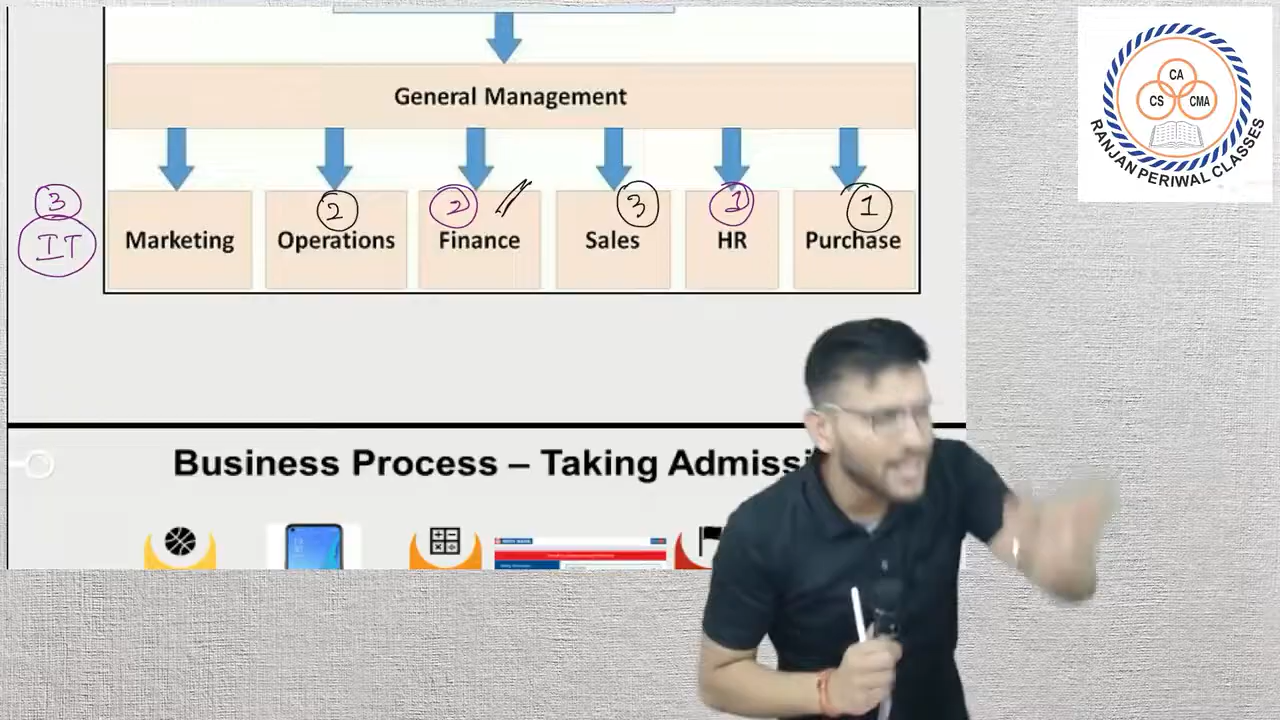 General Management
3
2
2
3
1
1
IT
Marketing
Operations
Finance
Sales
HR
Purchase
Business Process – Taking Admissi
CA
CS
CMA
RANJAN PERIWAL CLASSES